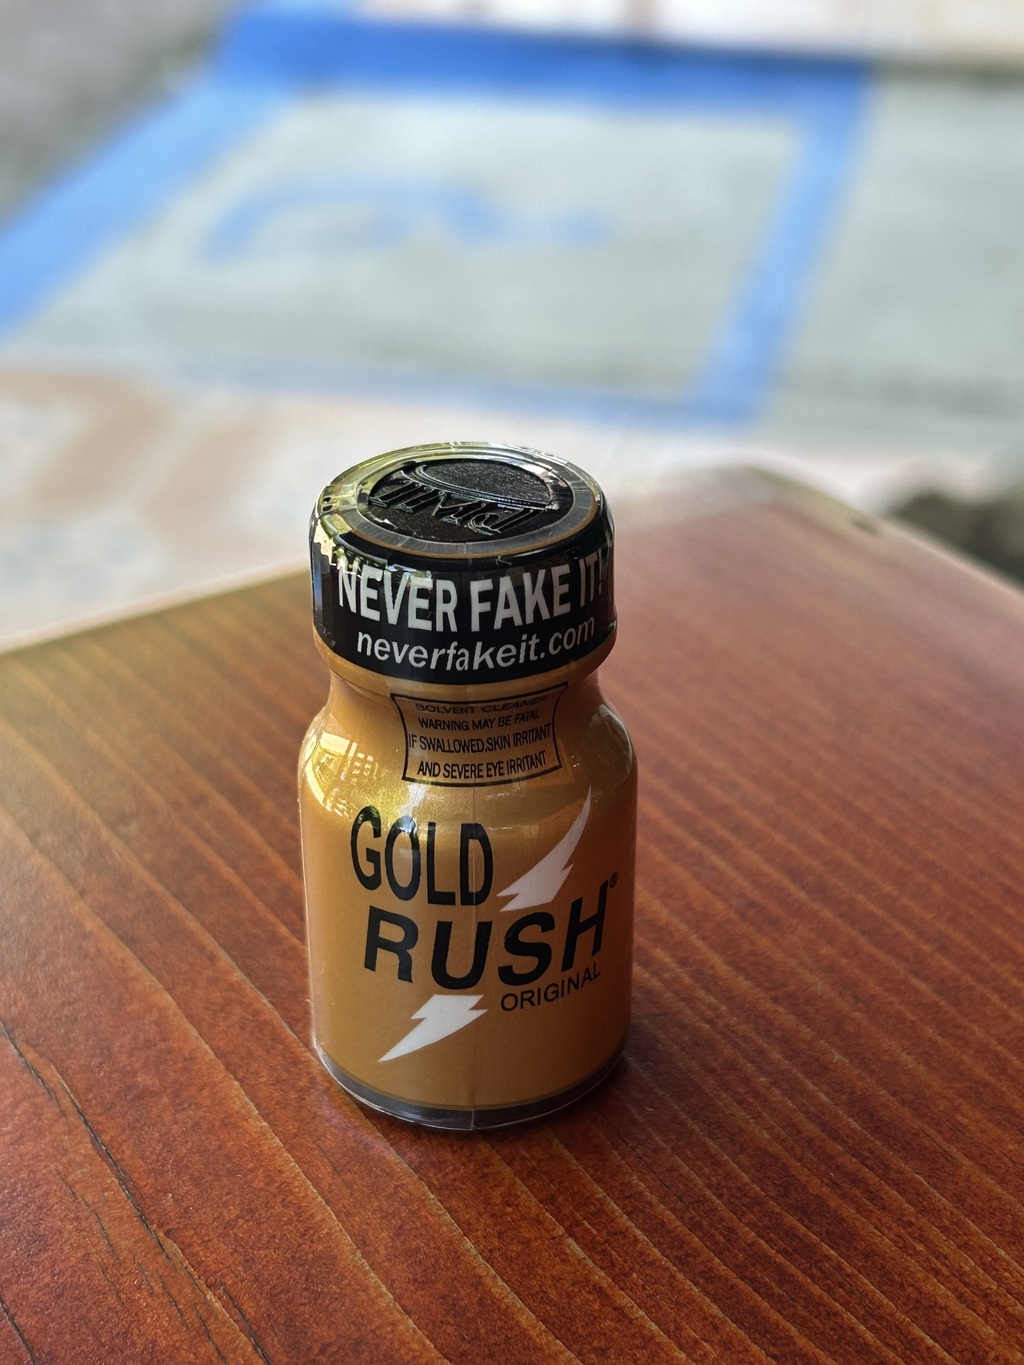 NEVER FAKE IT!
neverfakeit.com
SOLVENT CLEANER
WARNING MAY BE FATAL
IF SWALLOWED.SKIN IRRITANT
AND SEVERE EYE IRRITANT
GOLD
RUSH®
ORIGINAL